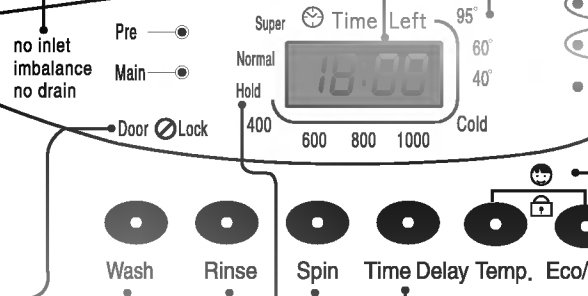 Super
Time Left
95°
no inlet
imbalance
no drain
Pre
Main
Normal
Hold
18:00
60°
40°
Cold
Door Lock
400
600
800
1000
Wash
Rinse
Spin
Time Delay
Temp.
Eco/